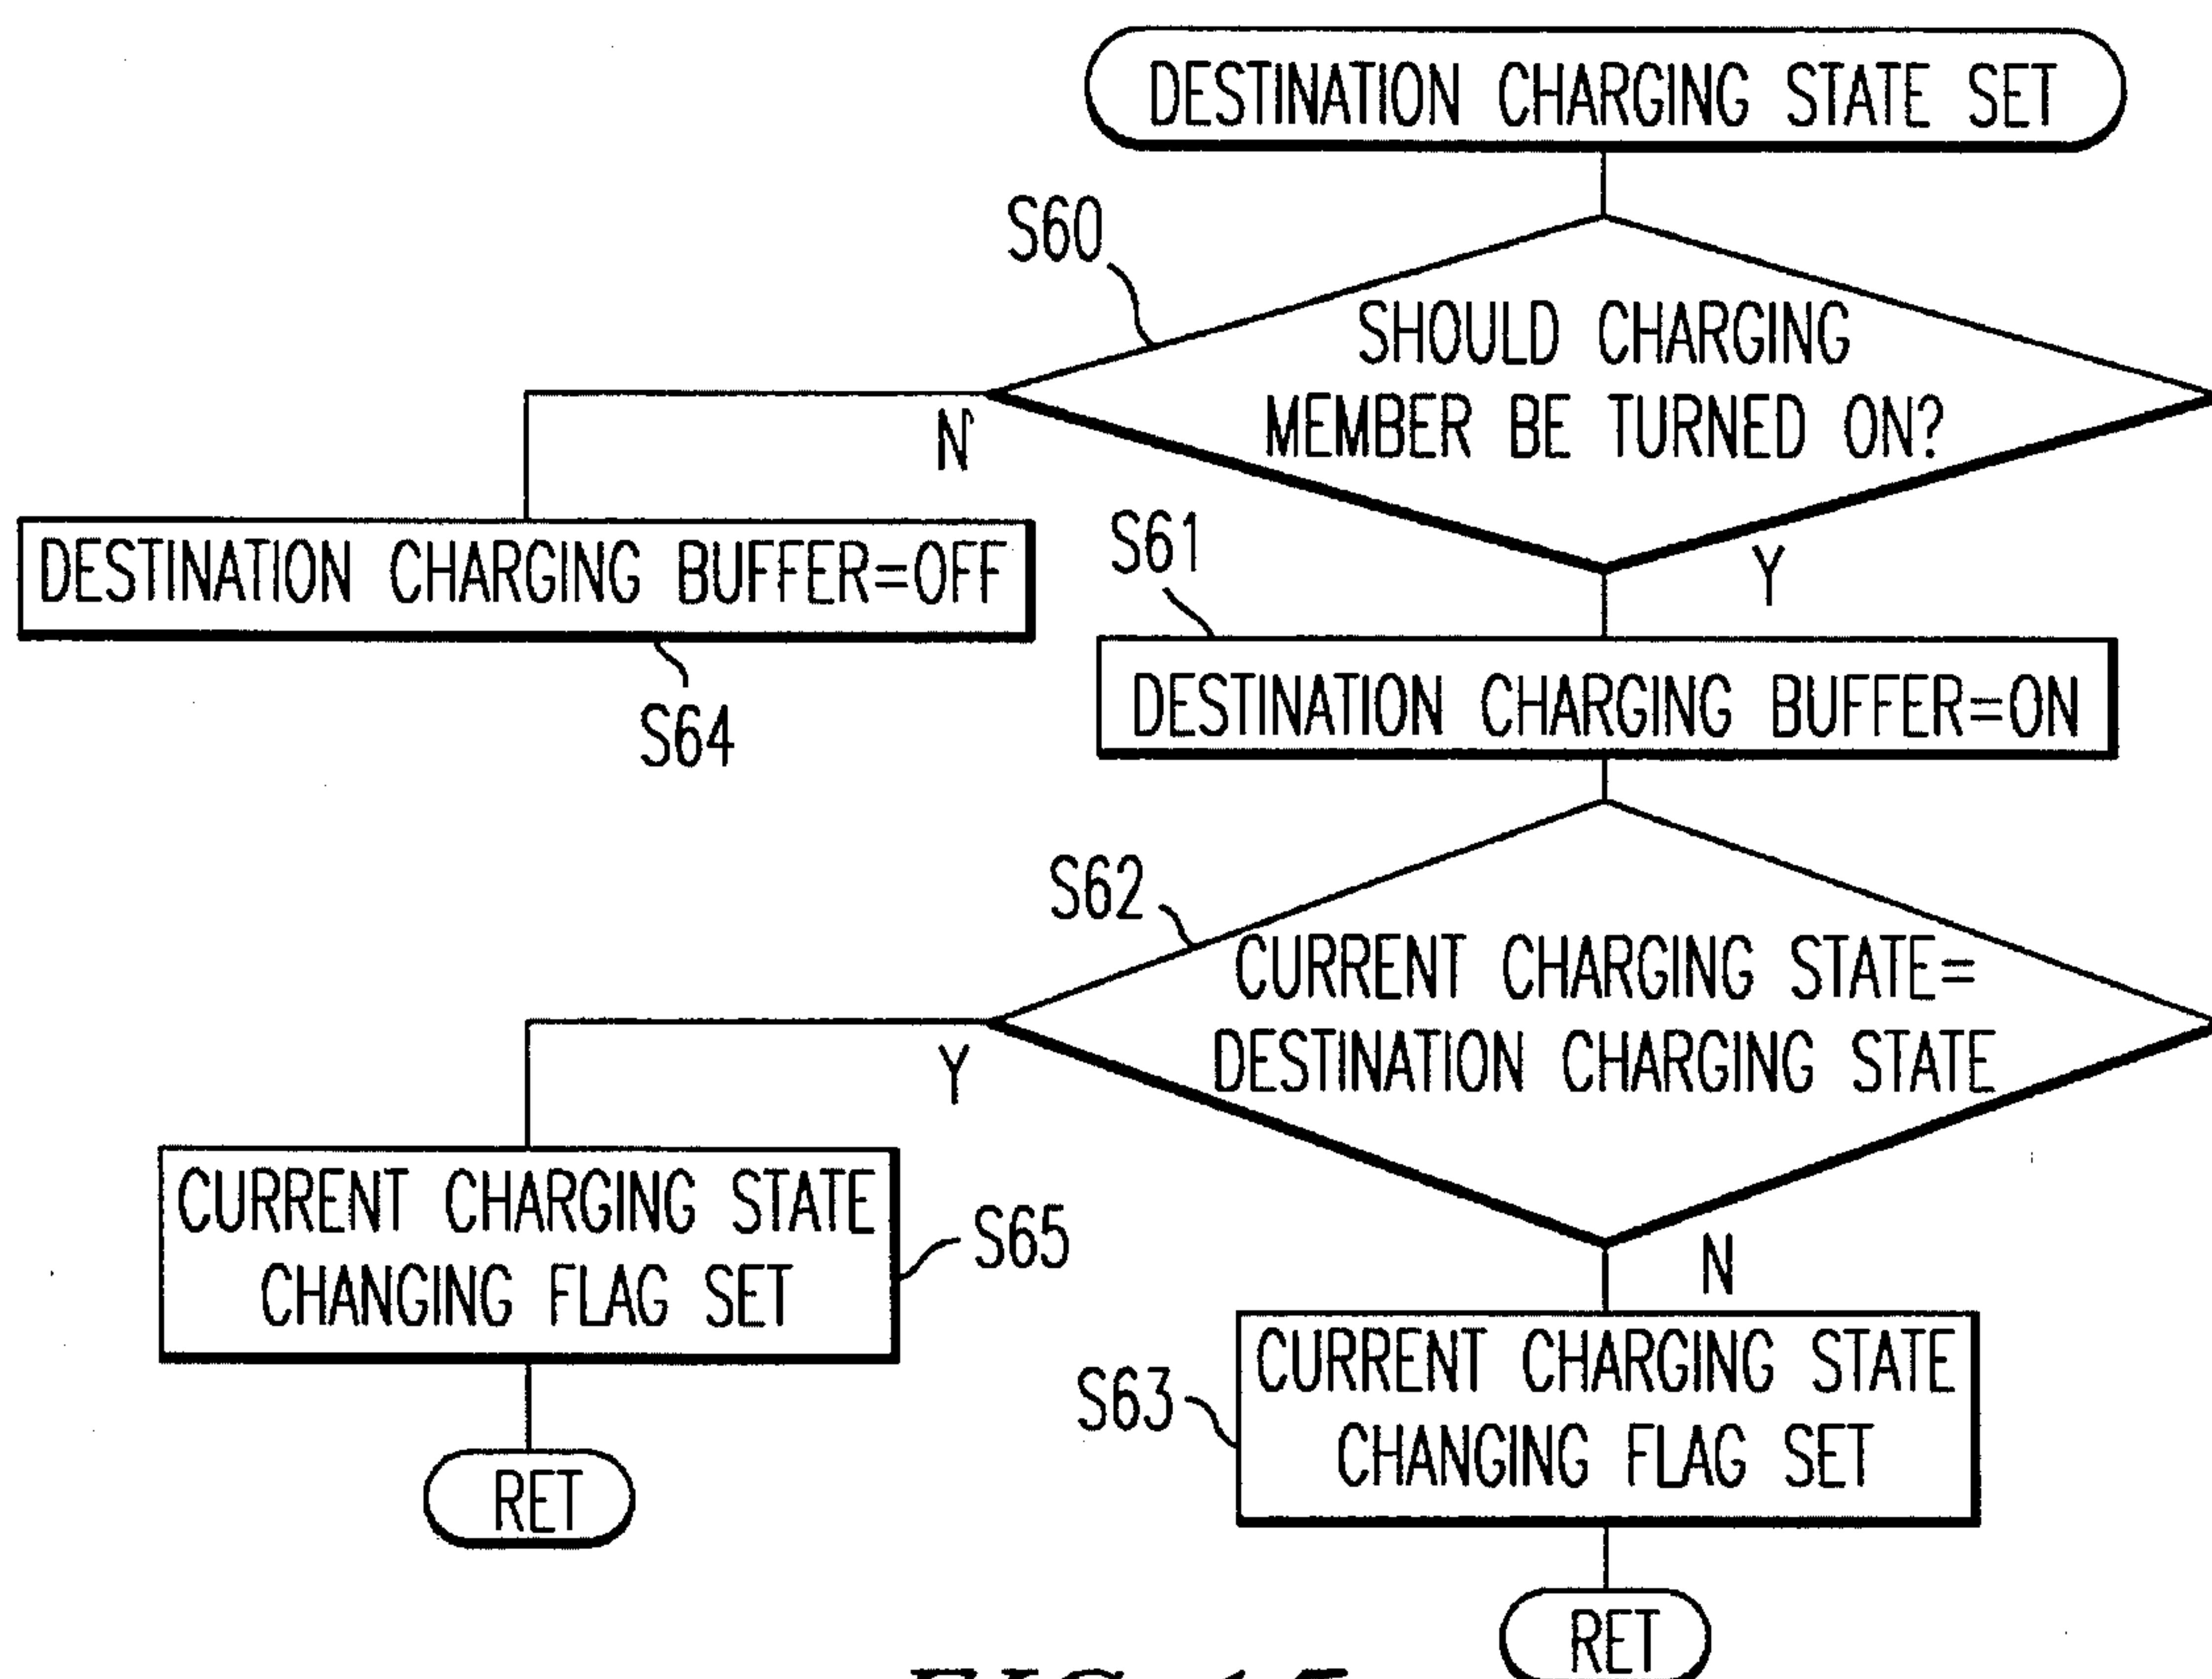 DESTINATION CHARGING STATE SET
S60
SHOULD CHARGING
MEMBER BE TURNED ON?
N
Y
DESTINATION CHARGING BUFFER=OFF
S64
S61
DESTINATION CHARGING BUFFER=ON
S62
CURRENT CHARGING STATE=
DESTINATION CHARGING STATE
Y
N
CURRENT CHARGING STATE
CHANGING FLAG SET
S65
RET
S63
CURRENT CHARGING STATE
CHANGING FLAG SET
RET